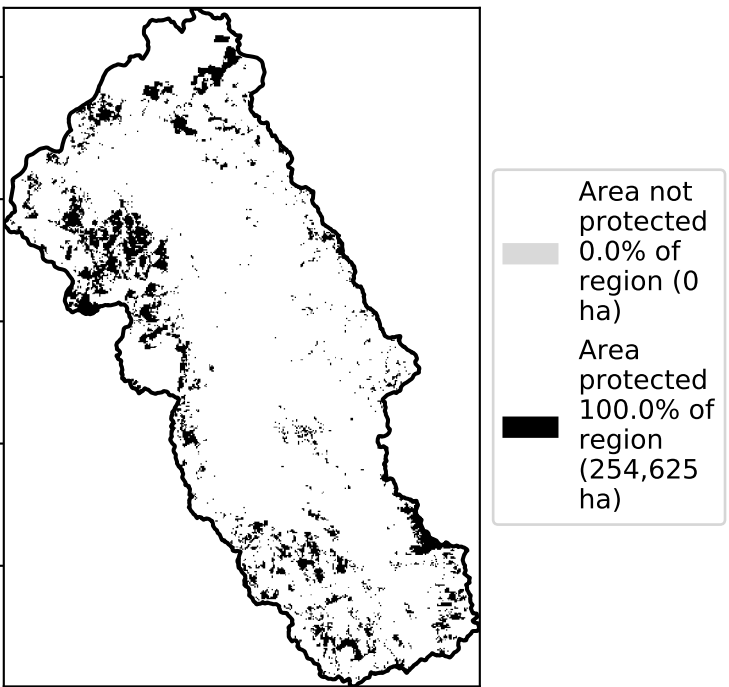 Area not
protected
0.0% of
region (0
ha)
Area
protected
100.0% of
region
(254,625
ha)